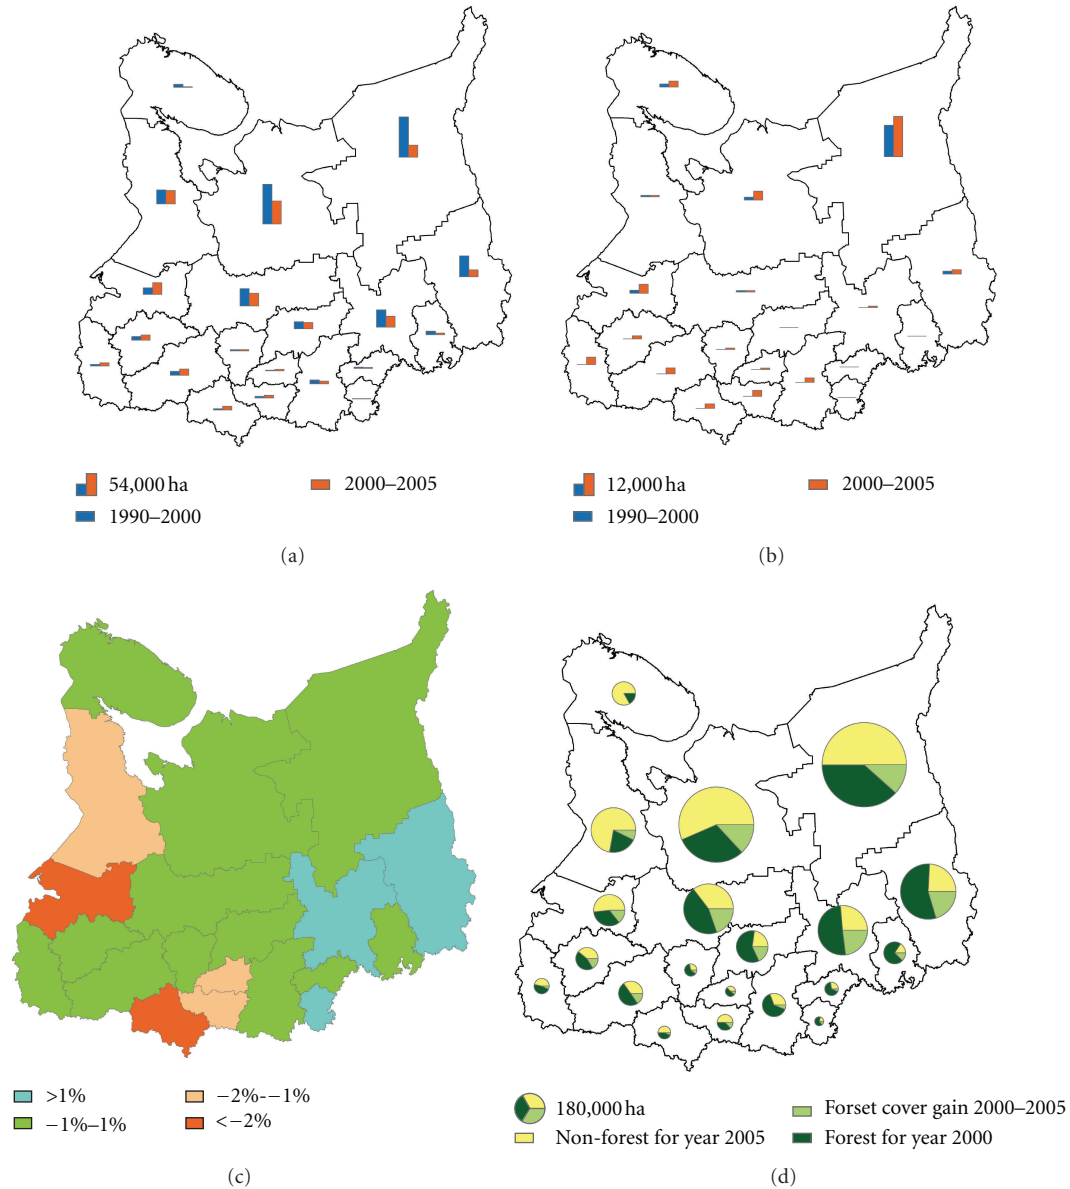 54,000 ha
2000–2005
1990–2000
(a)
12,000 ha
2000–2005
1990–2000
(b)
>1%
−2%-−1%
−1%–1%
<−2%
(c)
180,000 ha
Forset cover gain 2000–2005
Non-forest for year 2005
Forest for year 2000
(d)